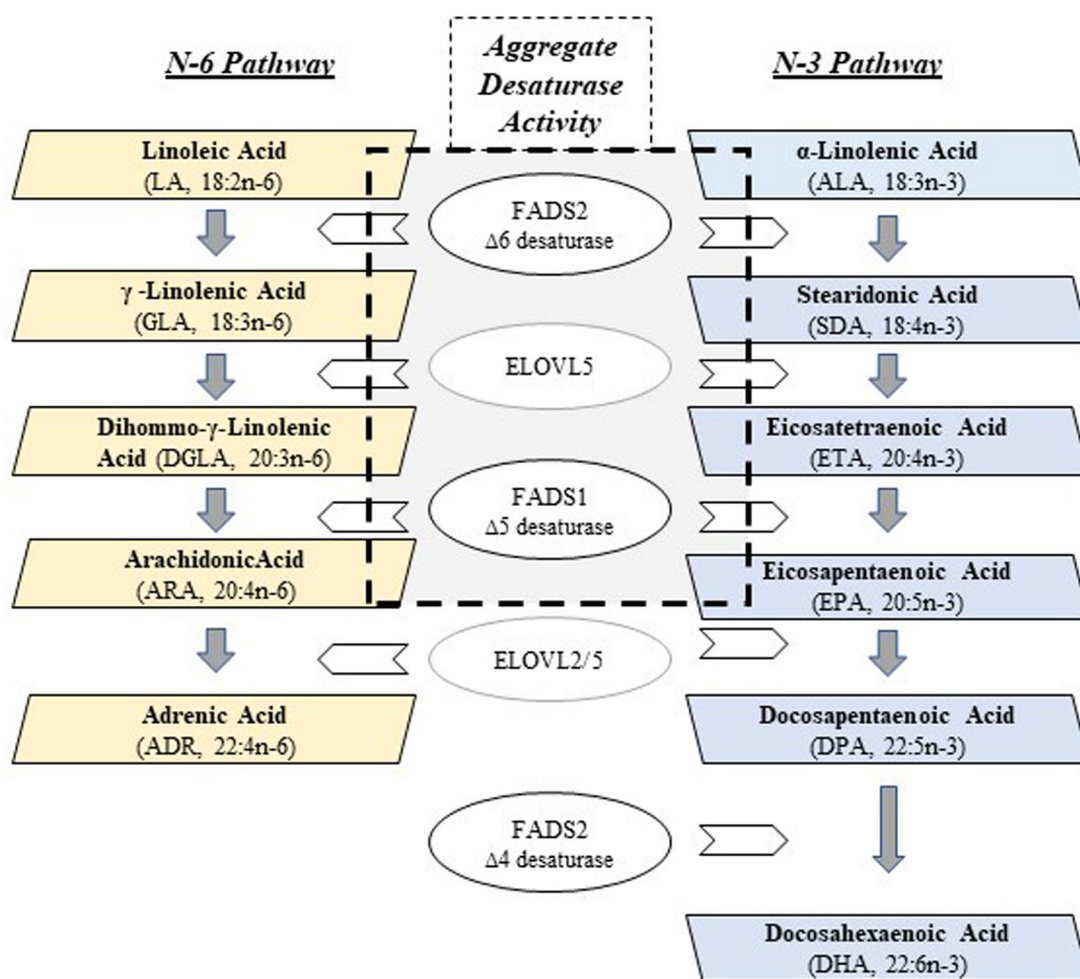 N-6 Pathway
Aggregate
Desaturase
Activity
N-3 Pathway
Linoleic Acid
(LA, 18:2n-6)
α-Linolenic Acid
(ALA, 18:3n-3)
FADS2
Δ6 desaturase
γ -Linolenic Acid
(GLA, 18:3n-6)
Stearidonic Acid
(SDA, 18:4n-3)
ELOVL5
Dihommo-γ-Linolenic
Acid (DGLA, 20:3n-6)
Eicosatetraenoic Acid
(ETA, 20:4n-3)
FADS1
Δ5 desaturase
ArachidonicAcid
(ARA, 20:4n-6)
Eicosapentaenoic Acid
(EPA, 20:5n-3)
ELOVL2/5
Adrenic Acid
(ADR, 22:4n-6)
Docosapentaenoic Acid
(DPA, 22:5n-3)
FADS2
Δ4 desaturase
Docosahexaenoic Acid
(DHA, 22:6n-3)